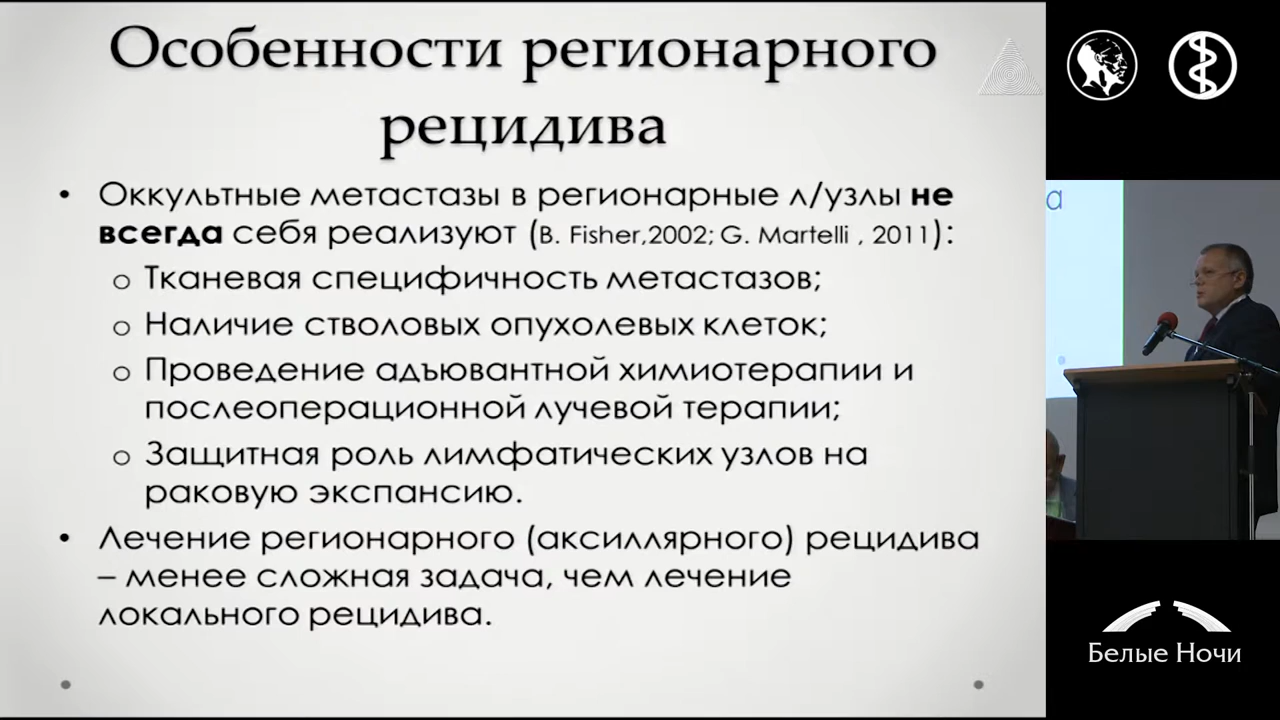 Особенности регионарного
рецидива
• Оккультные метастазы в регионарные л/узлы не
всегда себя реализуют (B. Fisher,2002; G. Martelli , 2011):
o Тканевая специфичность метастазов;
o Наличие стволовых опухолевых клеток;
o Проведение адъювантной химиотерапии и
послеоперационной лучевой терапии;
o Защитная роль лимфатических узлов на
раковую экспансию.
• Лечение регионарного (аксиллярного) рецидива
– менее сложная задача, чем лечение
локального рецидива.
а
Белые Ночи